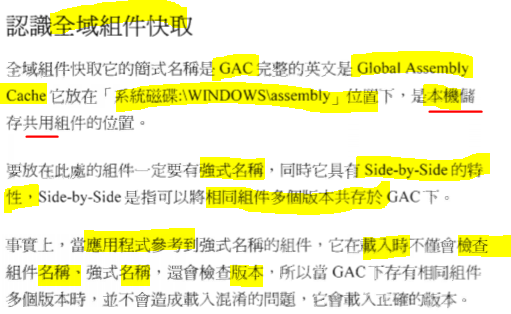 認識全域組件快取
全域組件快取它的簡式名稱是 GAC 完整的英文是 Global Assembly
Cache 它放在「系統磁碟:\WINDOWS\assembly」位置下，是本機儲
存共用組件的位置。
要放在此處的組件一定要有強式名稱，同時它具有 Side-by-Side 的特
性，Side-by-Side 是指可以將相同組件多個版本共存於 GAC 下。
事實上，當應用程式參考到強式名稱的組件，它在載入時不僅會檢查
組件名稱、強式名稱，還會檢查版本，所以當 GAC 下存有相同組件
多個版本時，並不會造成載入混淆的問題，它會載入正確的版本。